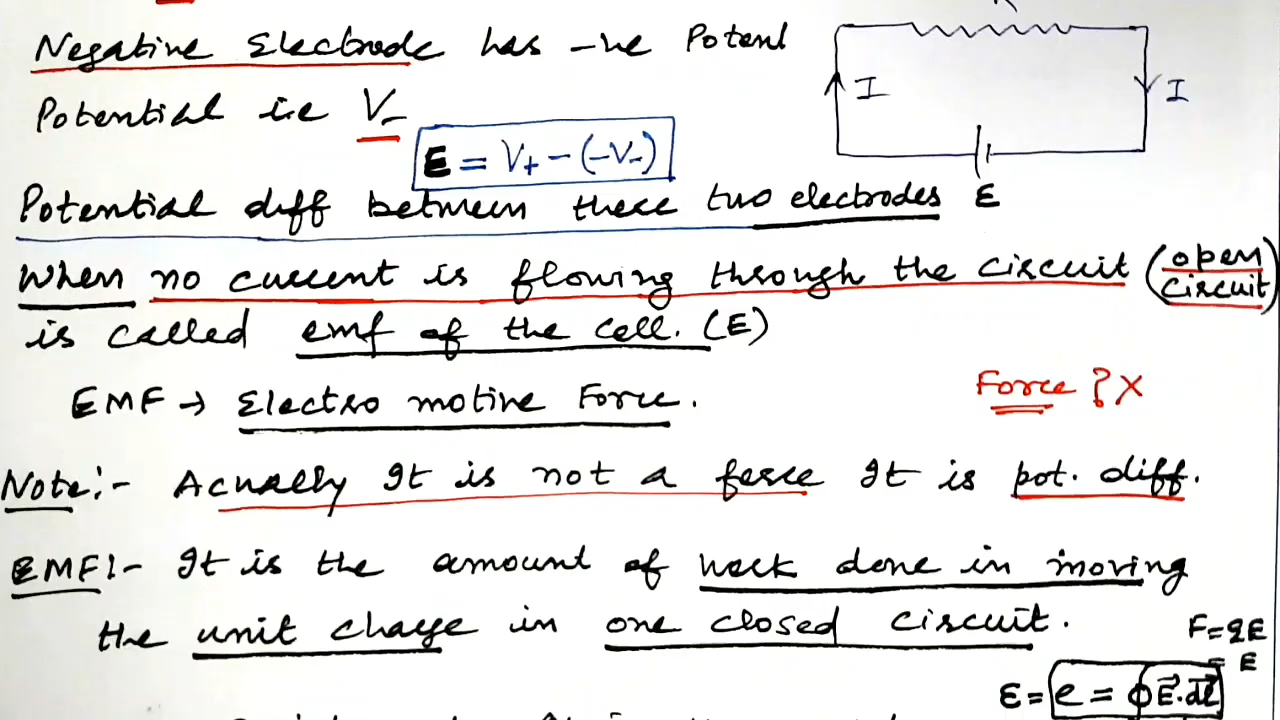 Negative Electrode has -ve Potent
R
Potential i.e V₋
I
I
E = V₊ - (-V₋)
Potential diff between these two electrodes
ε
When no current is flowing through the circuit (open circuit)
is called emf of the cell. (E)
EMF → Electro motive Force.
Force ? X
Note:- Acnally It is not a force It is pot. diff.
EMF!- It is the amount of work done in moving
the unit charge in one closed circuit.
F = qE
= E
ε = e = ∮ E⃗.dl⃗